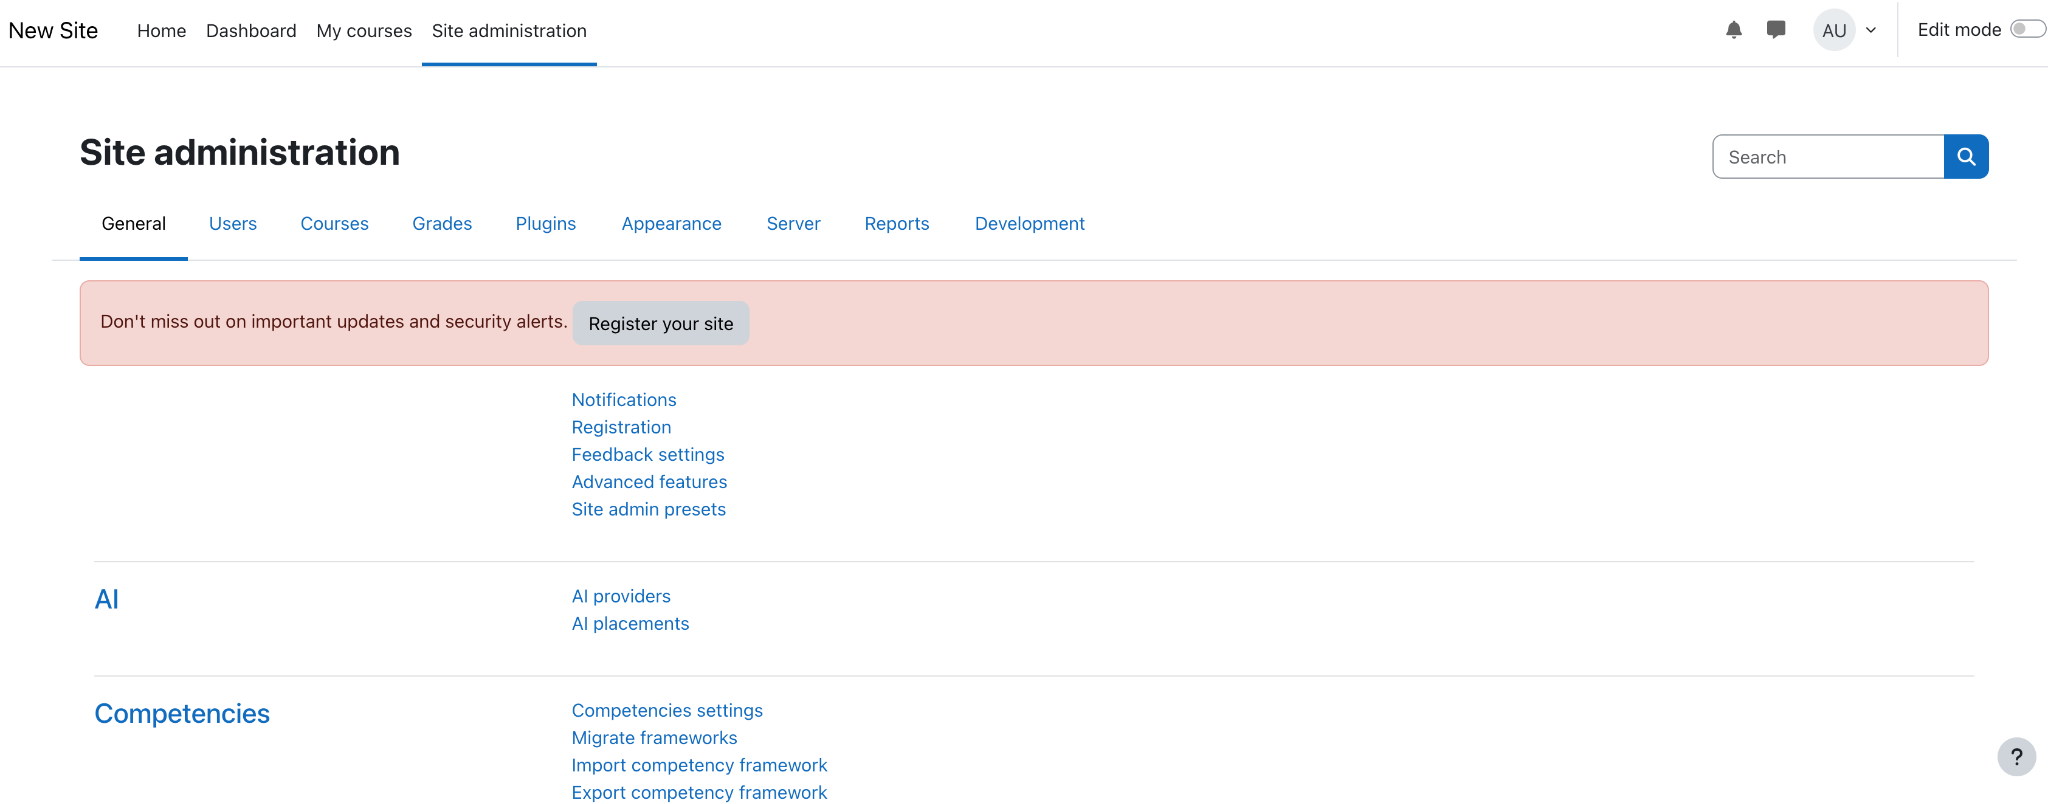 New Site Home Dashboard My courses Site administration AU Edit mode
Site administration
Search
General Users Courses Grades Plugins Appearance Server Reports Development
Don't miss out on important updates and security alerts. Register your site
Notifications
Registration
Feedback settings
Advanced features
Site admin presets
AI
AI providers
AI placements
Competencies
Competencies settings
Migrate frameworks
Import competency framework
Export competency framework
?